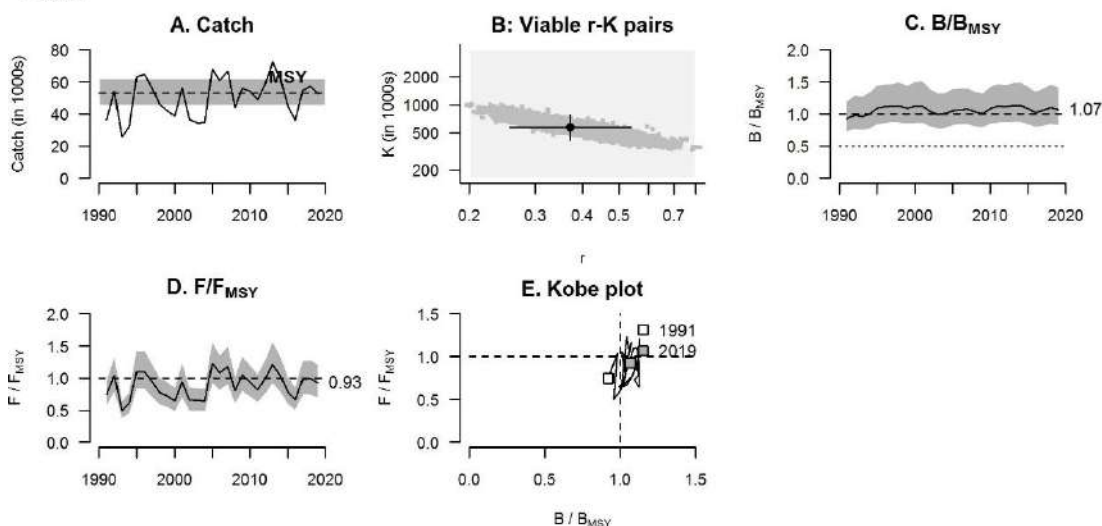 A. Catch
Catch (in 1000s)
80
60
40
20
0
MSY
1990 2000 2010 2020
B: Viable r-K pairs
K (in 1000s)
2000
1000
500
200
0.2 0.3 0.4 0.5 0.7
r
C. B/BMSY
B / BMSY
2.0
1.5
1.0
0.5
0.0
1.07
1990 2000 2010 2020
D. F/FMSY
F / FMSY
2.0
1.5
1.0
0.5
0.0
0.93
1990 2000 2010 2020
E. Kobe plot
F / FMSY
1.5
1.0
0.5
0.0
1991
2019
0.0 0.5 1.0 1.5
B / BMSY